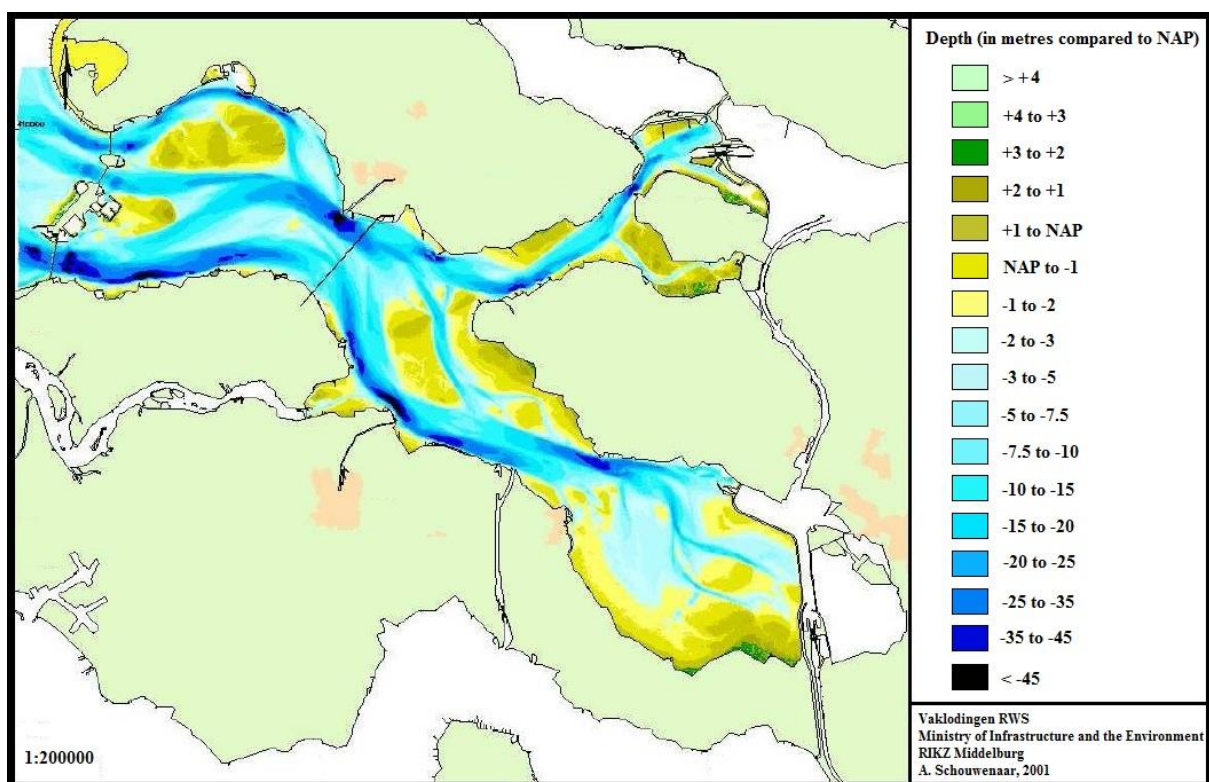 Depth (in metres compared to NAP)
> +4
+4 to +3
+3 to +2
+2 to +1
+1 to NAP
NAP to -1
-1 to -2
-2 to -3
-3 to -5
-5 to -7.5
-7.5 to -10
-10 to -15
-15 to -20
-20 to -25
-25 to -35
-35 to -45
< -45
Vaklodingen RWS
Ministry of Infrastructure and the Environment
RIKZ Middelburg
A. Schouwenaar, 2001
1:200000